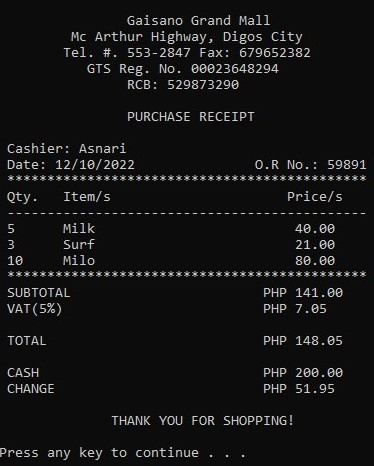 Gaisano Grand Mall
Mc Arthur Highway, Digos City
Tel. #. 553-2847 Fax: 679652382
GTS Reg. No. 00023648294
RCB: 529873290
PURCHASE RECEIPT
Cashier: Asnari
Date: 12/10/2022 O.R No.: 59891
*********************************************
Qty. Item/s Price/s
---------------------------------------------
5 Milk 40.00
3 Surf 21.00
10 Milo 80.00
*********************************************
SUBTOTAL PHP 141.00
VAT(5%) PHP 7.05
TOTAL PHP 148.05
CASH PHP 200.00
CHANGE PHP 51.95
THANK YOU FOR SHOPPING!
Press any key to continue . . .